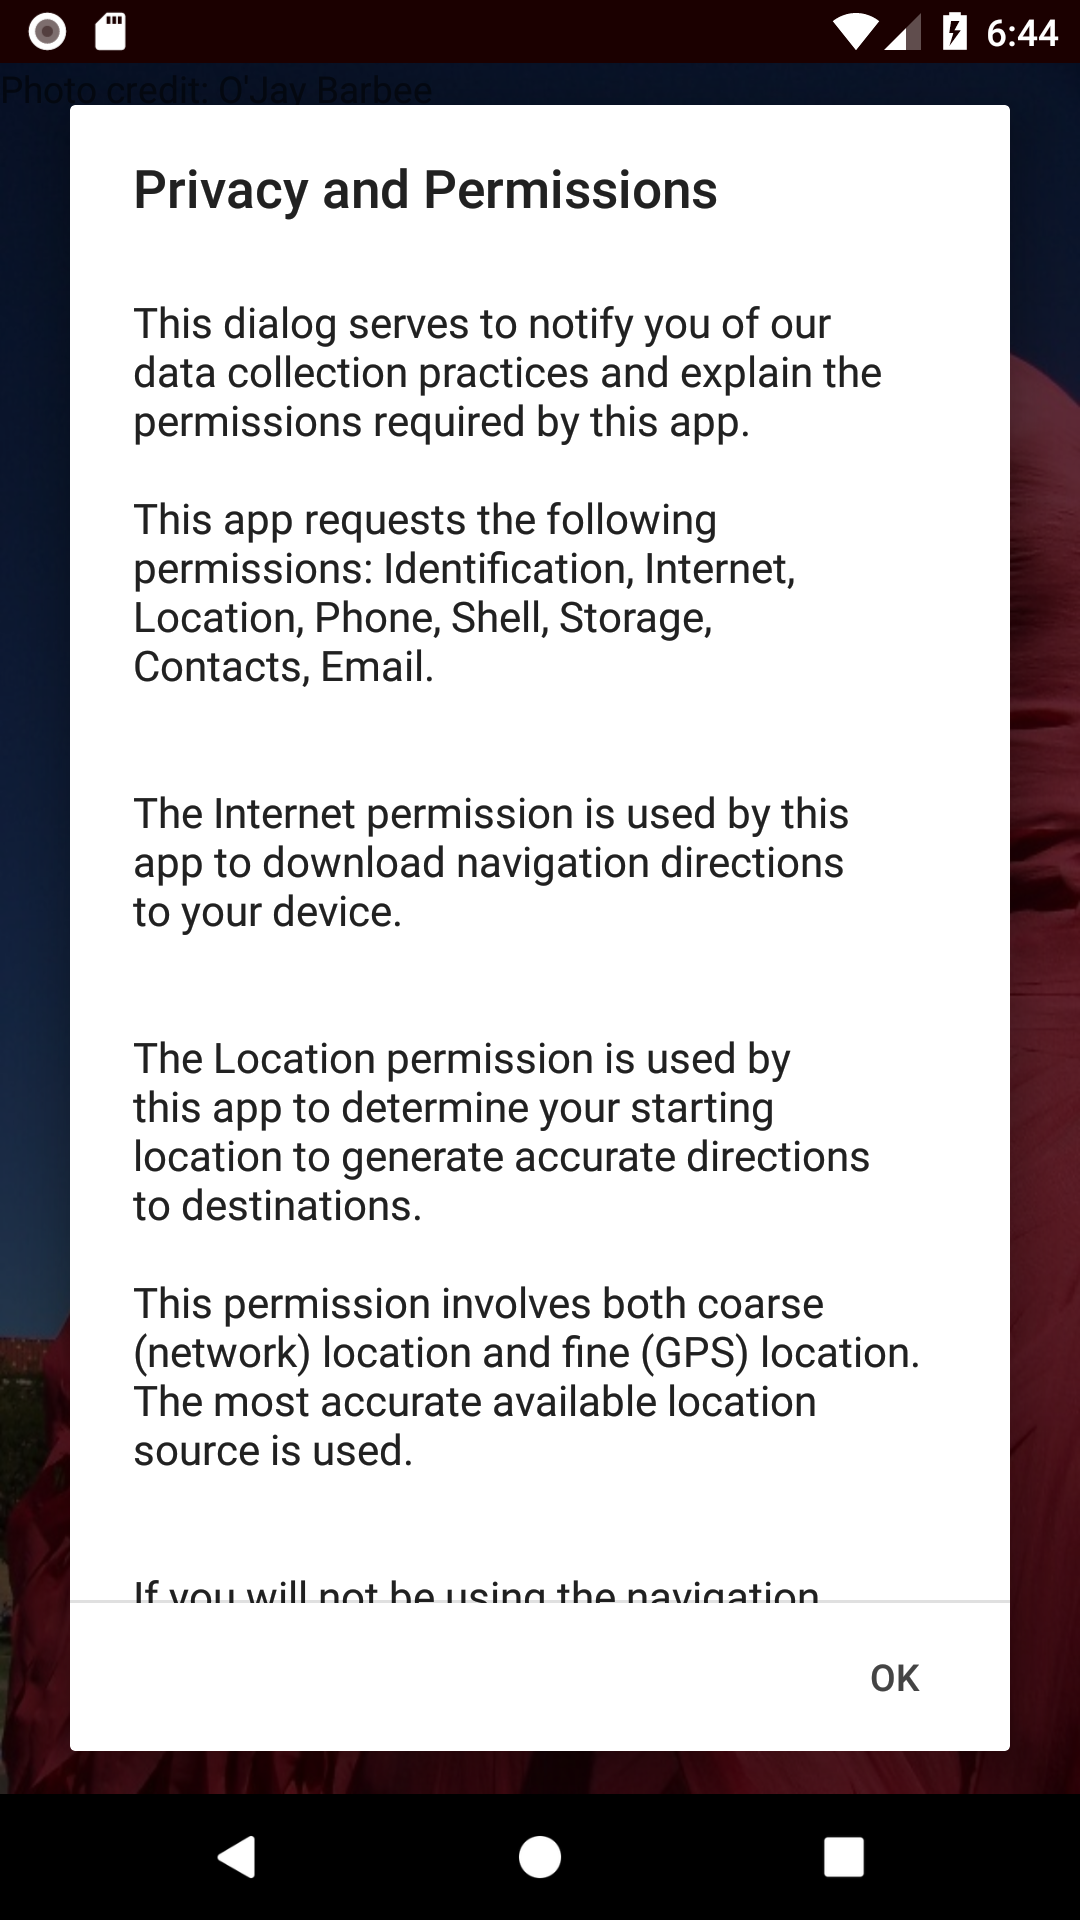 6:44
Photo credit: O'Jay Barbee
Privacy and Permissions
This dialog serves to notify you of our
data collection practices and explain the
permissions required by this app.
This app requests the following
permissions: Identification, Internet,
Location, Phone, Shell, Storage,
Contacts, Email.
The Internet permission is used by this
app to download navigation directions
to your device.
The Location permission is used by
this app to determine your starting
location to generate accurate directions
to destinations.
This permission involves both coarse
(network) location and fine (GPS) location.
The most accurate available location
source is used.
If you will not be using the navigation
OK